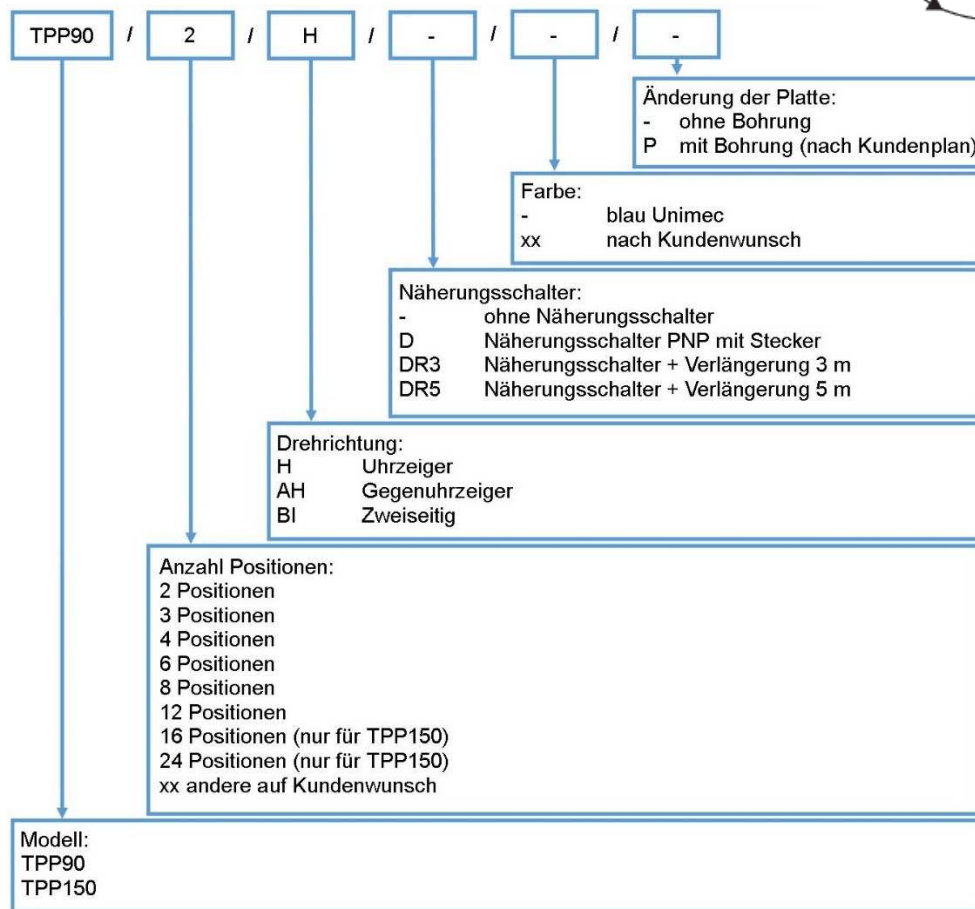 TPP90 / 2 / H / - / - / -
Änderung der Platte:
- ohne Bohrung
P mit Bohrung (nach Kundenplan)
Farbe:
- blau Unimec
xx nach Kundenwunsch
Näherungsschalter:
- ohne Näherungsschalter
D Näherungsschalter PNP mit Stecker
DR3 Näherungsschalter + Verlängerung 3 m
DR5 Näherungsschalter + Verlängerung 5 m
Drehrichtung:
H Uhrzeiger
AH Gegenuhrzeiger
BI Zweiseitig
Anzahl Positionen:
2 Positionen
3 Positionen
4 Positionen
6 Positionen
8 Positionen
12 Positionen
16 Positionen (nur für TPP150)
24 Positionen (nur für TPP150)
xx andere auf Kundenwunsch
Modell:
TPP90
TPP150